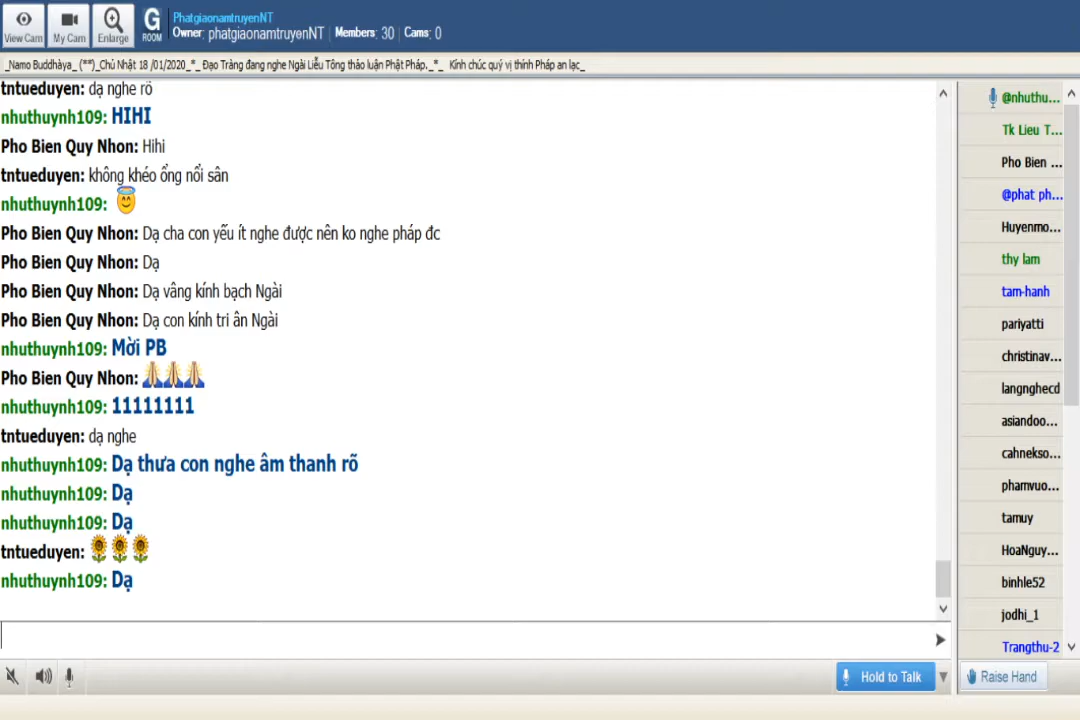 View Cam
My Cam
Enlarge
G
ROOM
PhatgiaonamtruyenNT
Owner: phatgiaonamtruyenNT | Members: 30 | Cams: 0
_Namo Buddhàya_ (**)_Chủ Nhật 18 /01/2020_*_ Đạo Tràng đang nghe Ngài Liễu Tông thảo luận Phật Pháp._*_ Kính chúc quý vị thính Pháp an lạc_
tntueduyen: dạ nghe rõ
nhuthuynh109: HIHI
Pho Bien Quy Nhon: Hihi
tntueduyen: không khéo ổng nổi sân
nhuthuynh109:
Pho Bien Quy Nhon: Dạ cha con yếu ít nghe được nên ko nghe pháp đc
Pho Bien Quy Nhon: Dạ
Pho Bien Quy Nhon: Dạ vâng kính bạch Ngài
Pho Bien Quy Nhon: Dạ con kính tri ân Ngài
nhuthuynh109: Mời PB
Pho Bien Quy Nhon:
nhuthuynh109: 11111111
tntueduyen: dạ nghe
nhuthuynh109: Dạ thưa con nghe âm thanh rõ
nhuthuynh109: Dạ
nhuthuynh109: Dạ
tntueduyen:
nhuthuynh109: Dạ
@nhuthu...
Tk Lieu T...
Pho Bien ...
@phat ph...
Huyenmo...
thy lam
tam-hanh
pariyatti
christinav...
langnghecd
asiandoo...
cahnekso...
phamvuo...
tamuy
HoaNguy...
binhle52
jodhi_1
Trangthu-2
Hold to Talk
Raise Hand